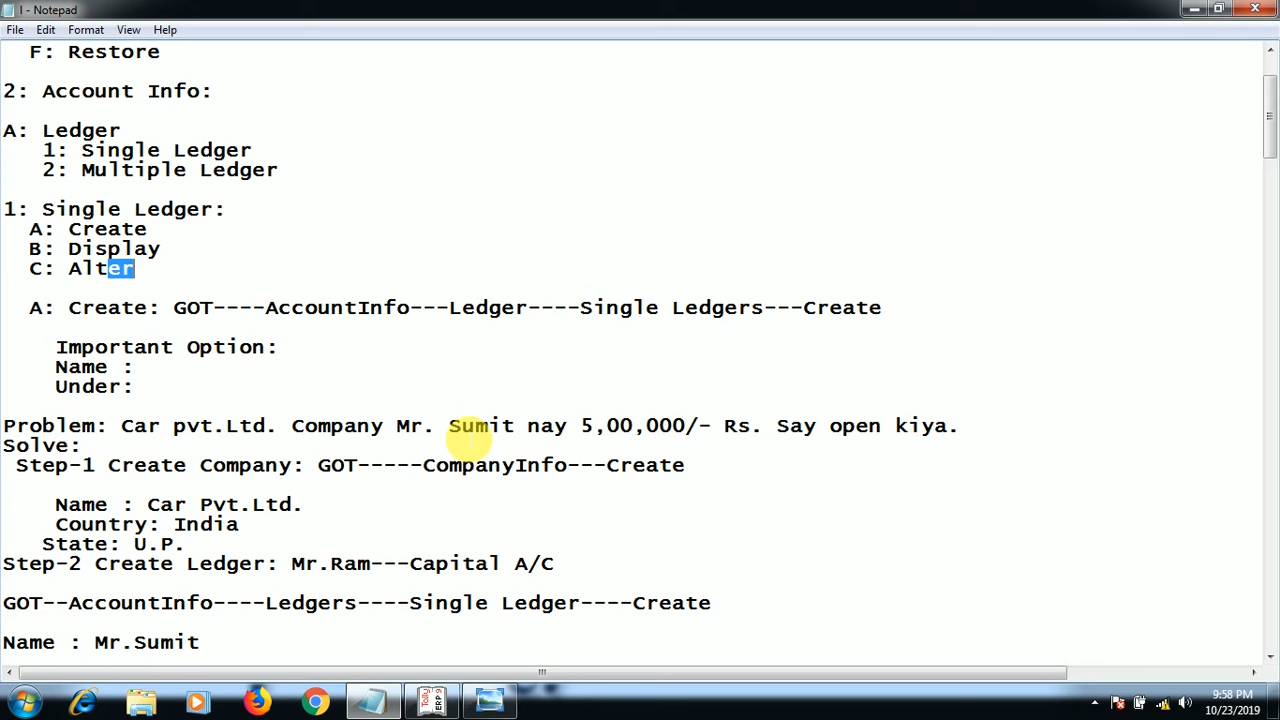 I - Notepad
File Edit Format View Help
F: Restore
2: Account Info:
A: Ledger
1: Single Ledger
2: Multiple Ledger
1: Single Ledger:
A: Create
B: Display
C: Alter
A: Create: GOT----AccountInfo---Ledger----Single Ledgers---Create
Important Option:
Name :
Under:
Problem: Car pvt.Ltd. Company Mr. Sumit nay 5,00,000/- Rs. Say open kiya.
Solve:
Step-1 Create Company: GOT-----CompanyInfo---Create
Name : Car Pvt.Ltd.
Country: India
State: U.P.
Step-2 Create Ledger: Mr.Ram---Capital A/C
GOT--AccountInfo----Ledgers----Single Ledger----Create
Name : Mr.Sumit
Tally
ERP 9
9:58 PM
10/23/2019